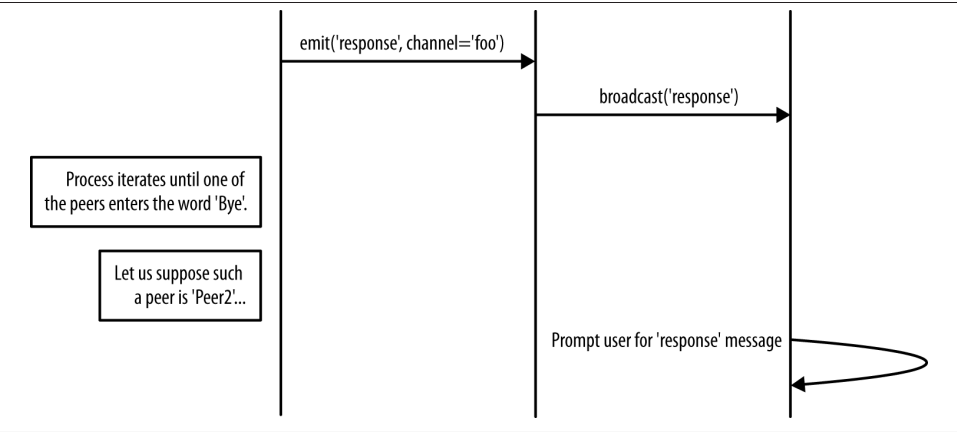 emit('response', channel='foo')
broadcast('response')
Process iterates until one of
the peers enters the word 'Bye'.
Let us suppose such
a peer is 'Peer2'...
Prompt user for 'response' message